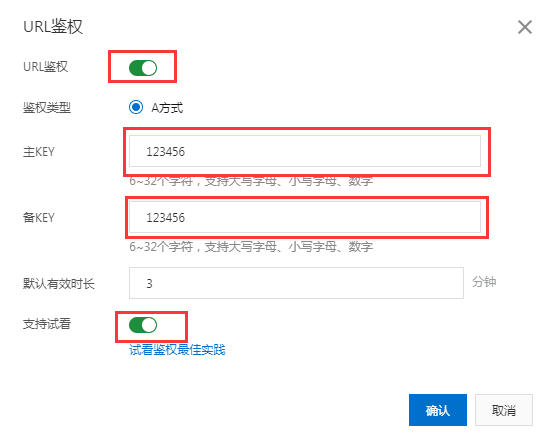 URL鉴权
URL鉴权
鉴权类型 A方式
主KEY 123456
6~32个字符，支持大写字母、小写字母、数字
备KEY 123456
6~32个字符，支持大写字母、小写字母、数字
默认有效时长 3 分钟
支持试看
试看鉴权最佳实践
确认 取消